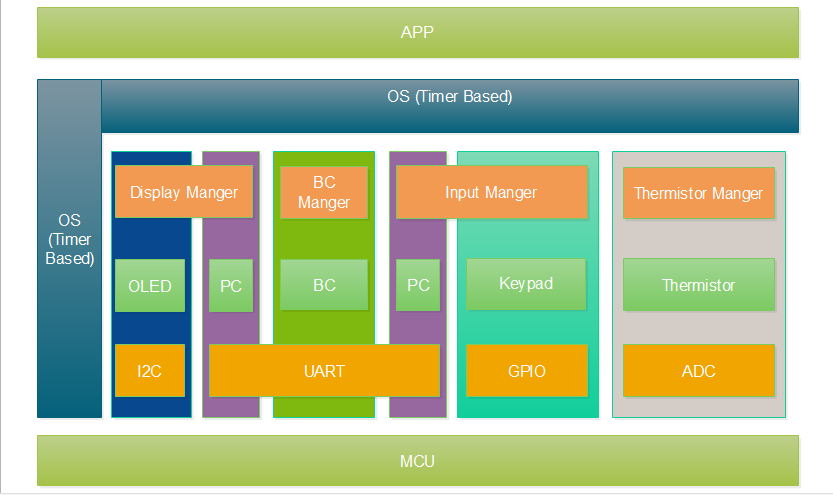 APP
OS (Timer Based)
OS
(Timer
Based)
Display Manger
BC
Manger
Input Manger
Thermistor Manger
OLED
PC
BC
PC
Keypad
Thermistor
I2C
UART
GPIO
ADC
MCU